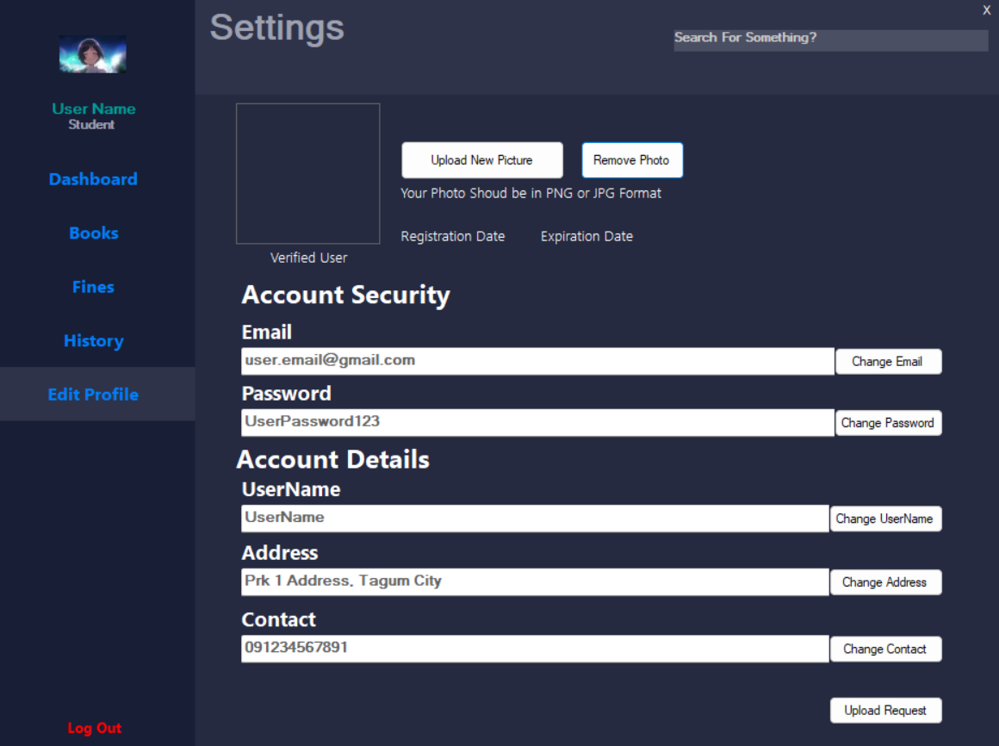 X
Settings
Search For Something?
User Name
Student
Dashboard
Books
Fines
History
Edit Profile
Log Out
Upload New Picture
Remove Photo
Your Photo Shoud be in PNG or JPG Format
Registration Date
Expiration Date
Verified User
Account Security
Email
user.email@gmail.com
Change Email
Password
UserPassword123
Change Password
Account Details
UserName
UserName
Change UserName
Address
Prk 1 Address, Tagum City
Change Address
Contact
091234567891
Change Contact
Upload Request